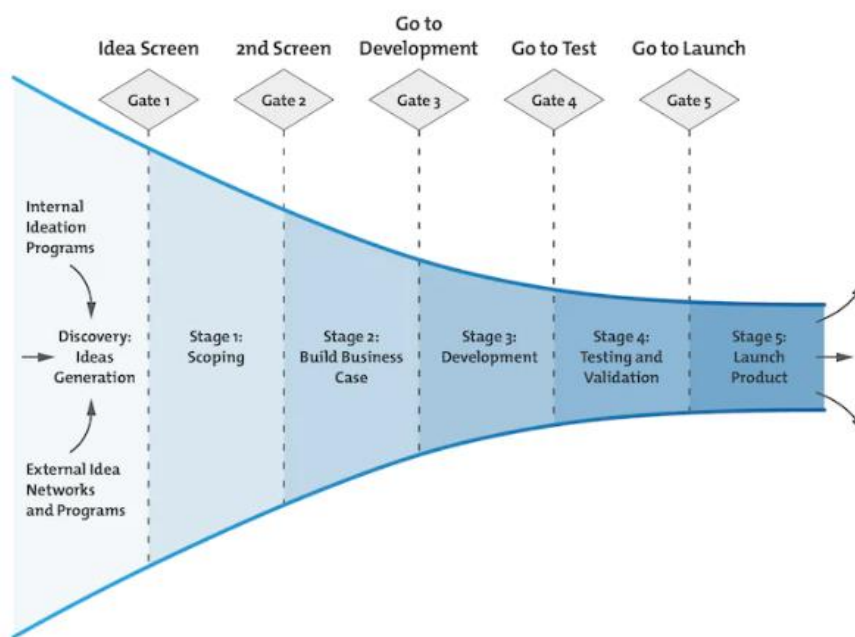 Idea Screen
2nd Screen
Go to
Development
Go to Test
Go to Launch
Gate 1
Gate 2
Gate 3
Gate 4
Gate 5
Internal
Ideation
Programs
Discovery:
Ideas
Generation
External Idea
Networks
and Programs
Stage 1:
Scoping
Stage 2:
Build Business
Case
Stage 3:
Development
Stage 4:
Testing and
Validation
Stage 5:
Launch
Product